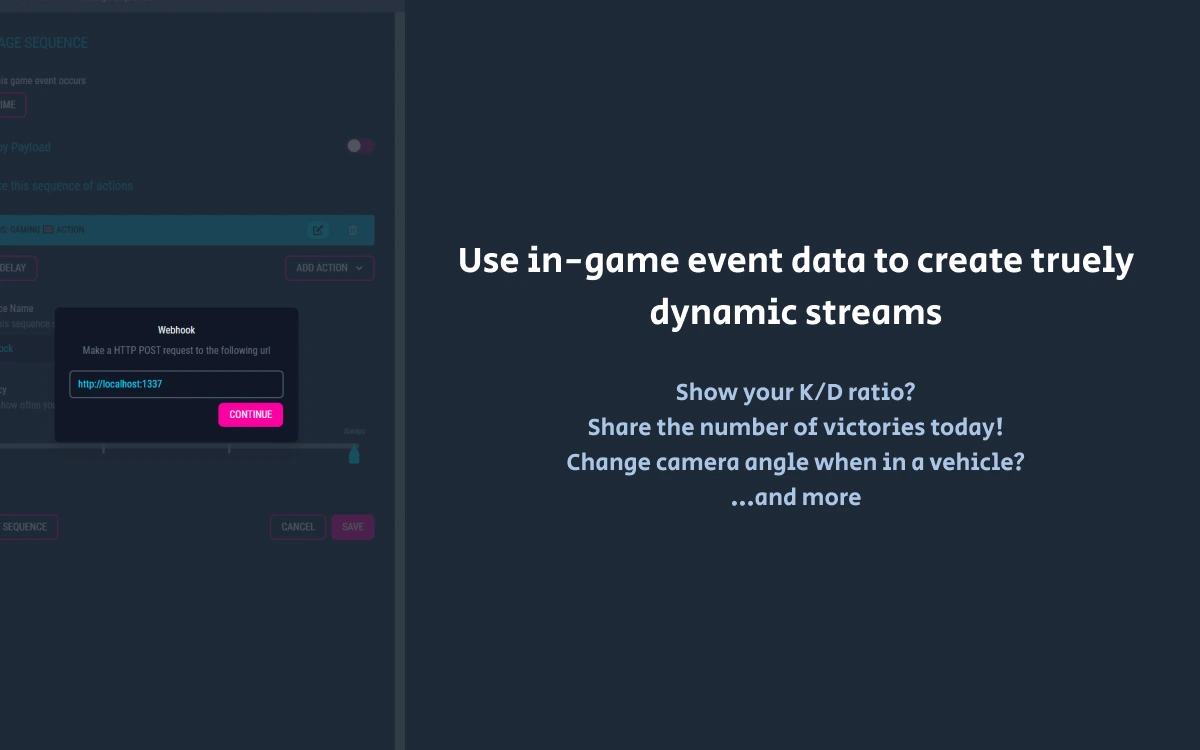 AGE SEQUENCE
is game event occurs
IME
by Payload
te this sequence of actions
S: GAMING ACTION
DELAY
ADD ACTION
ce Name
his sequence
Webhook
Make a HTTP POST request to the following url
ock
http://localhost:1337
cy
how often you
CONTINUE
Always
SEQUENCE
CANCEL
SAVE
Use in-game event data to create truely
dynamic streams
Show your K/D ratio?
Share the number of victories today!
Change camera angle when in a vehicle?
...and more